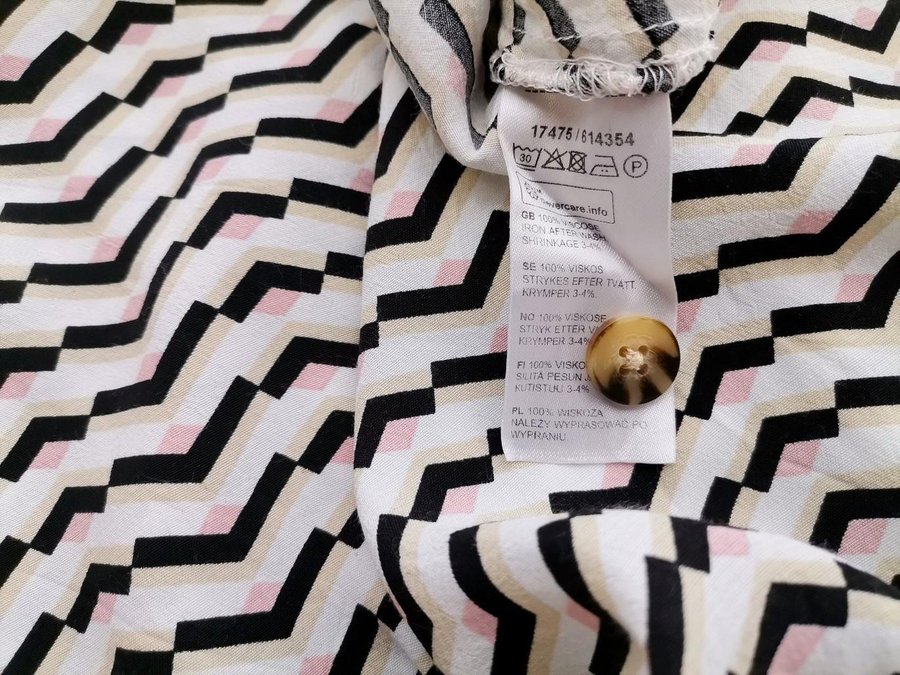 17475/614354
30
P
clevercare.info
GB 100% VISCOSE
IRON AFTER WASH
SHRINKAGE 3-4%
SE 100% VISKOS
STRYKES EFTER TVÄTT.
KRYMPER 3-4%.
NO 100% VISKOSE
STRYK ETTER
KRYMPER 3-4%
FI 100% VISKO
SILITÄ PESUN
KUTISTUU 3-4%
PL 100% WISKOZA
NALEŻY WYPRASOWAĆ PO
WYPRANIU.